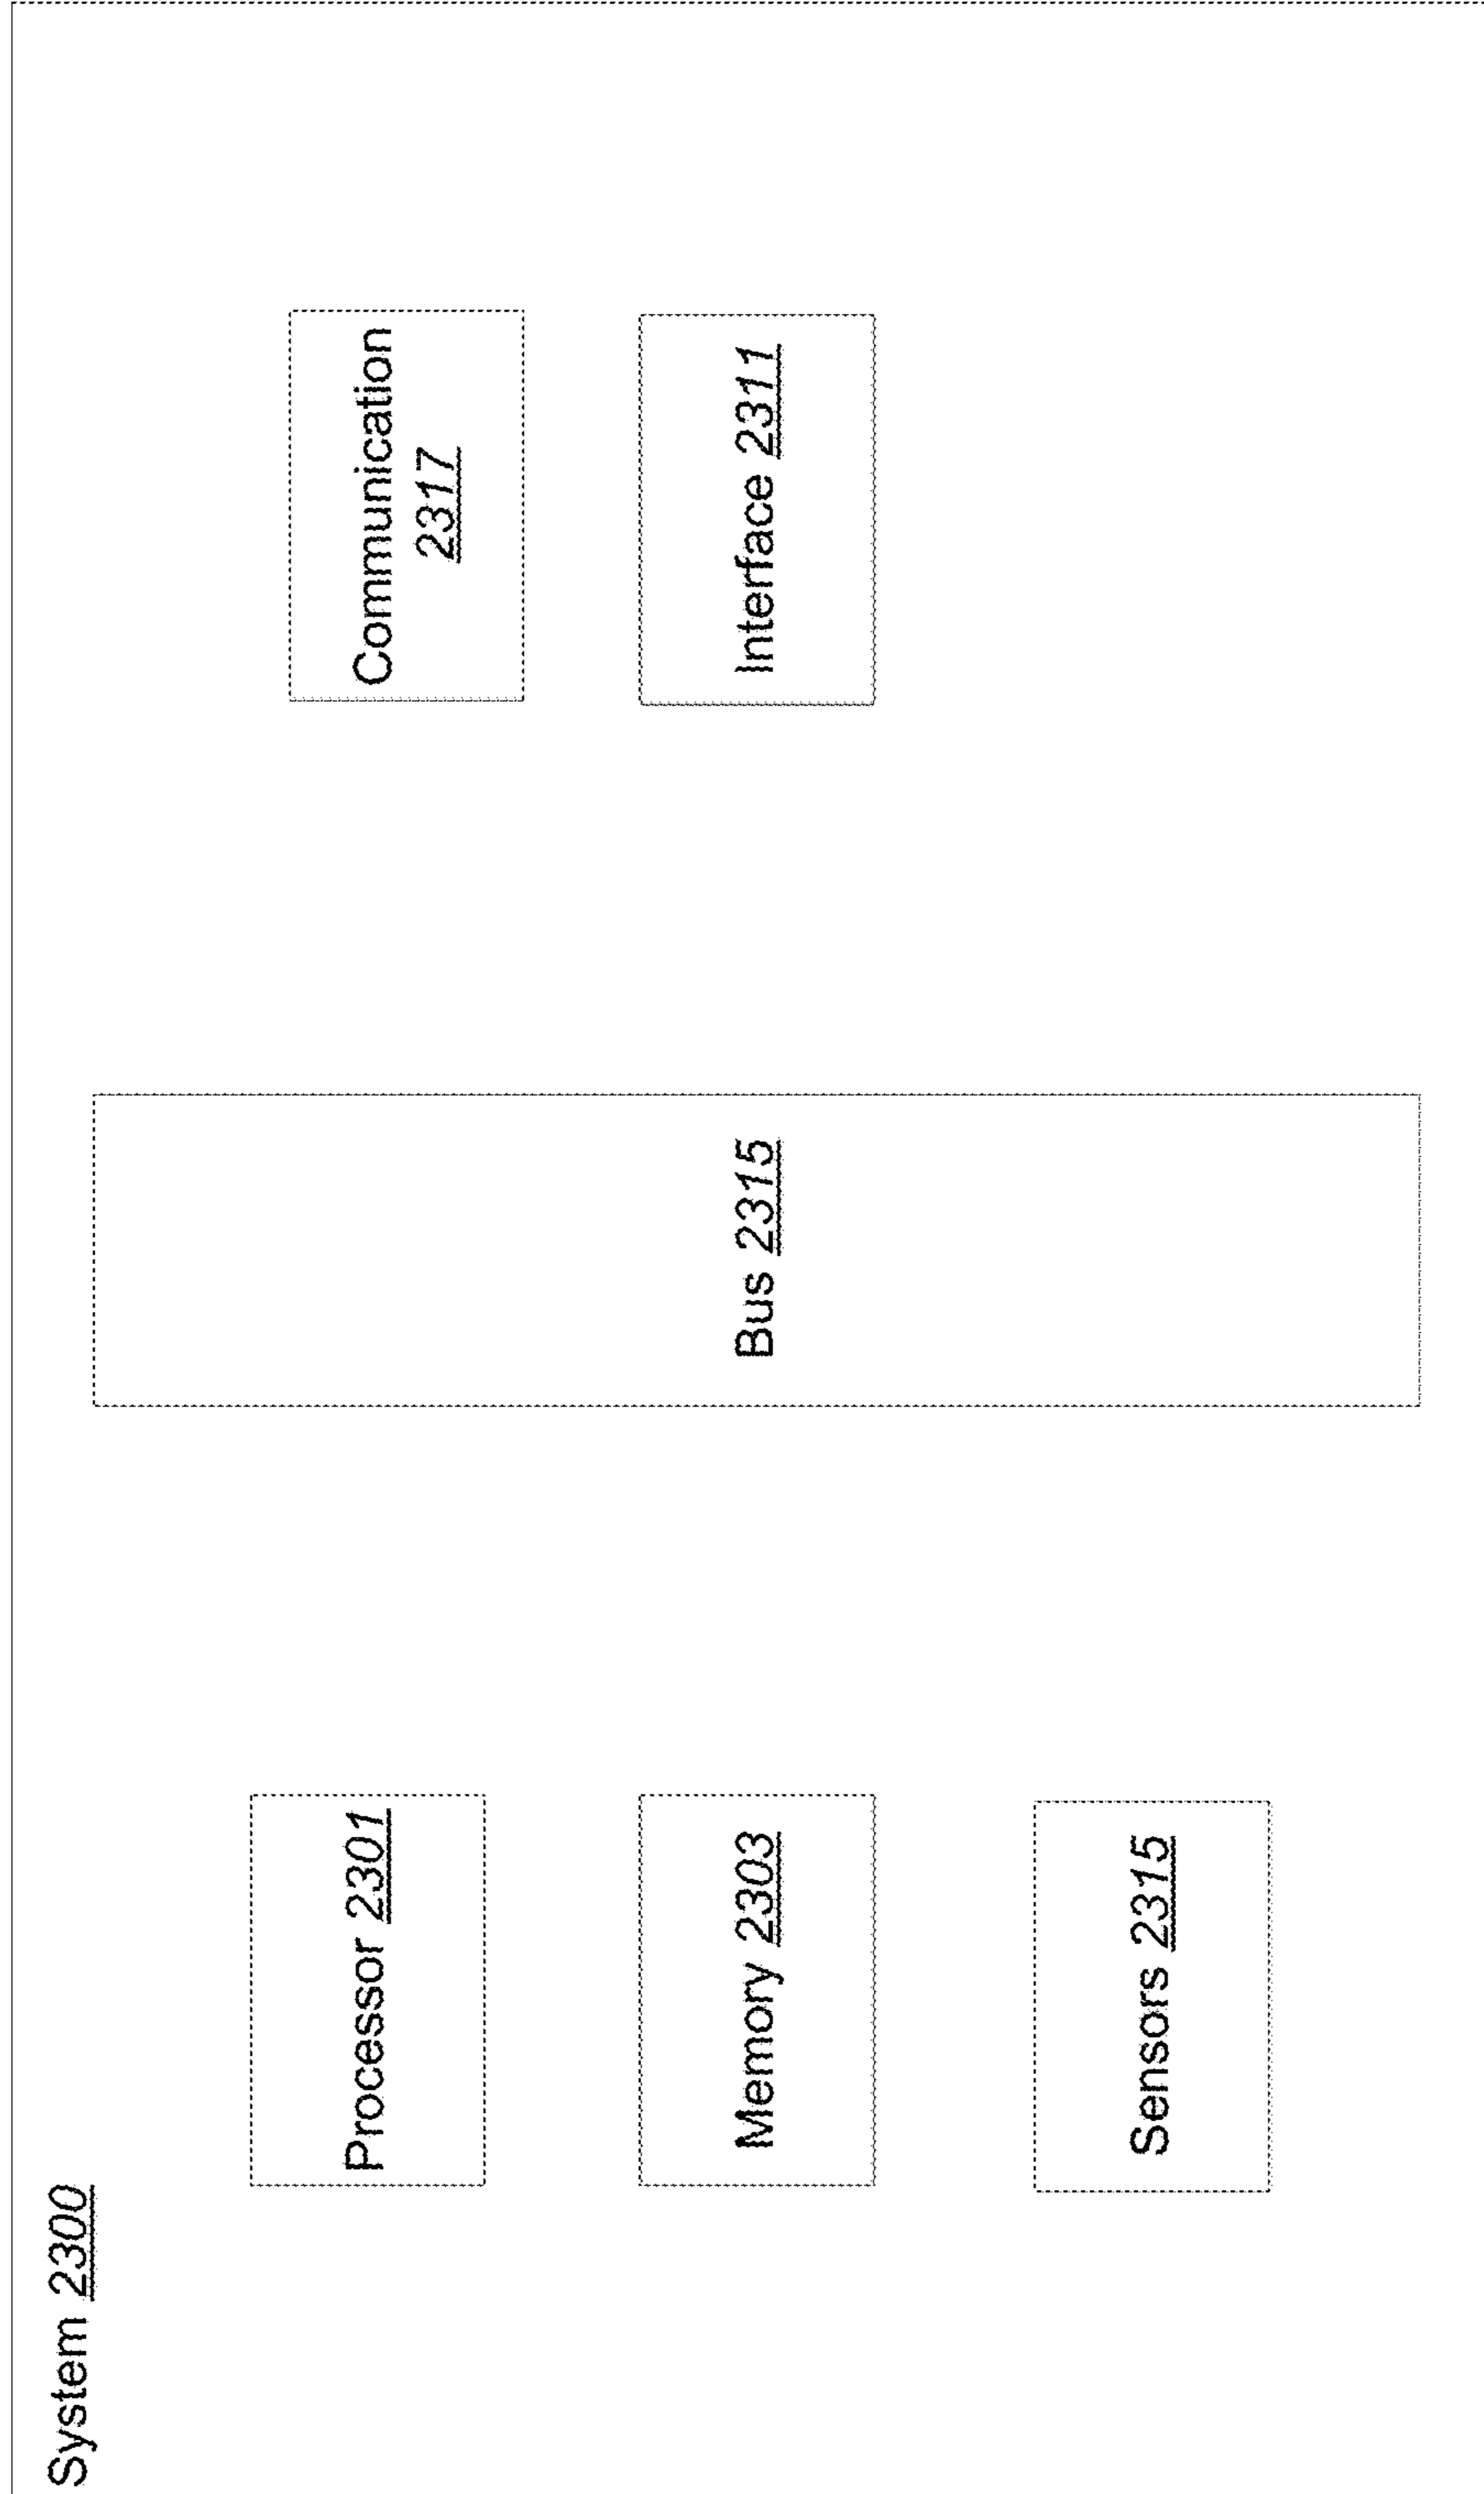 System 2300
Processor 2301
Memory 2303
Sensors 2315
Bus 2315
Communication
2317
Interface 2311